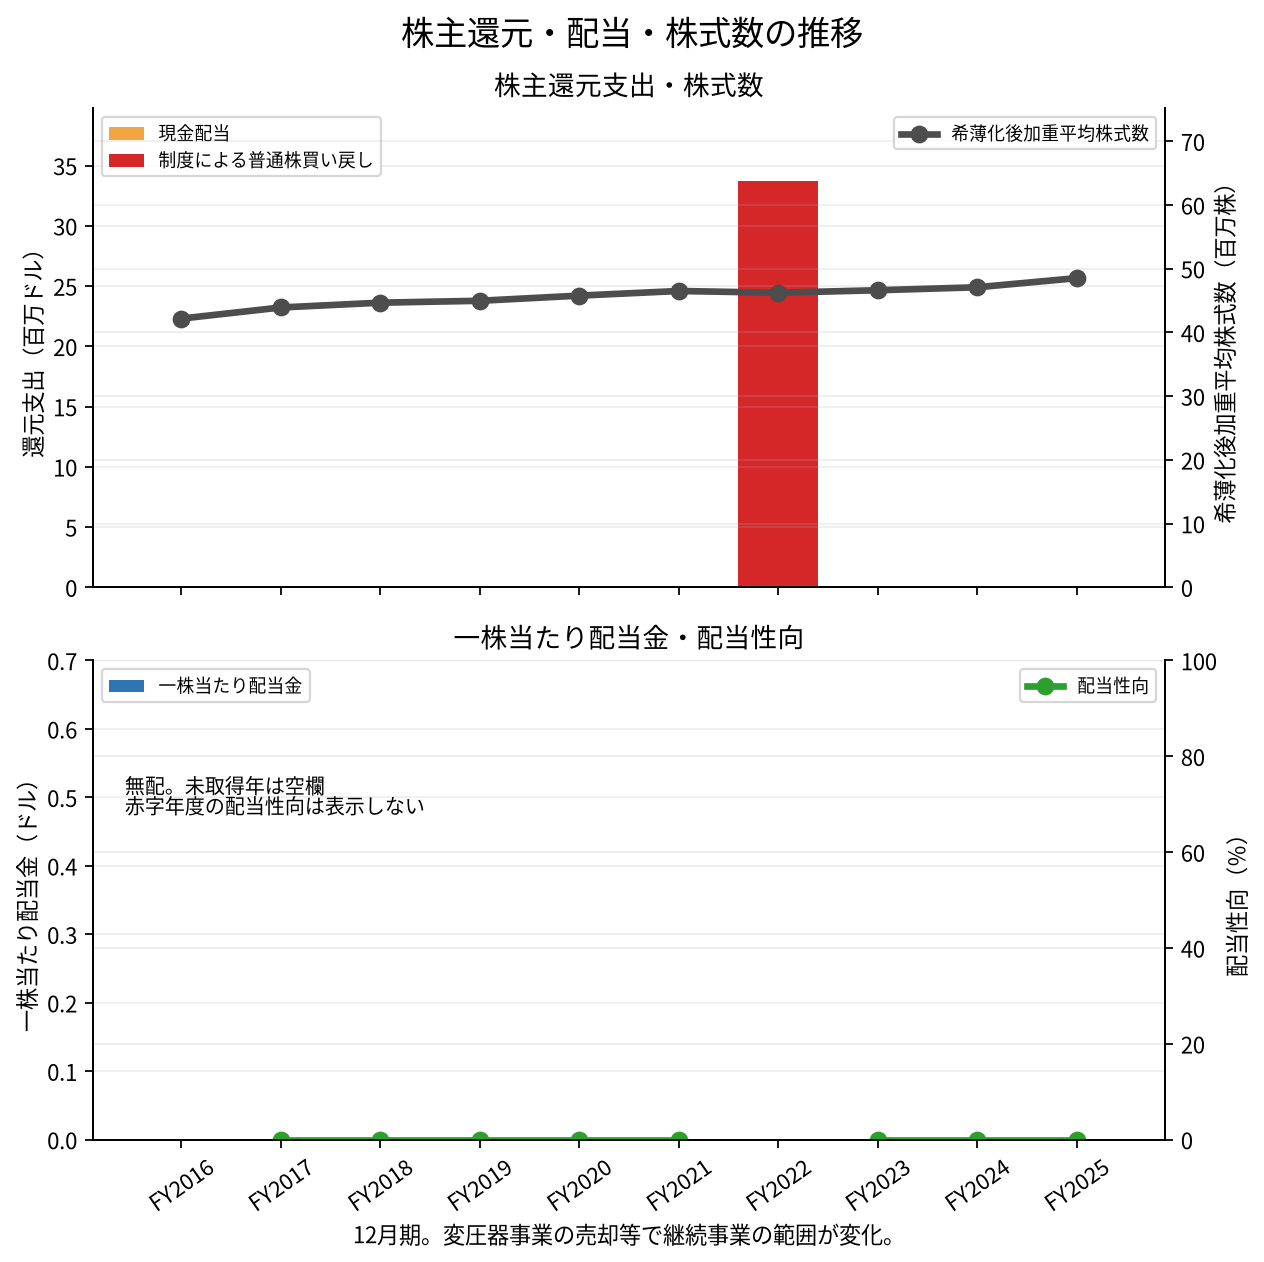 株主還元・配当・株式数の推移
株主還元支出・株式数
現金配当
制度による普通株買い戻し
希薄化後加重平均株式数
還元支出（百万ドル）
35
30
25
20
15
10
5
0
70
60
50
40
30
20
10
0
希薄化後加重平均株式数（百万株）
一株当たり配当金・配当性向
一株当たり配当金
配当性向
無配。未取得年は空欄
赤字年度の配当性向は表示しない
一株当たり配当金（ドル）
0.7
0.6
0.5
0.4
0.3
0.2
0.1
0.0
100
80
60
40
20
0
配当性向（%）
FY2016
FY2017
FY2018
FY2019
FY2020
FY2021
FY2022
FY2023
FY2024
FY2025
12月期。変圧器事業の売却等で継続事業の範囲が変化。